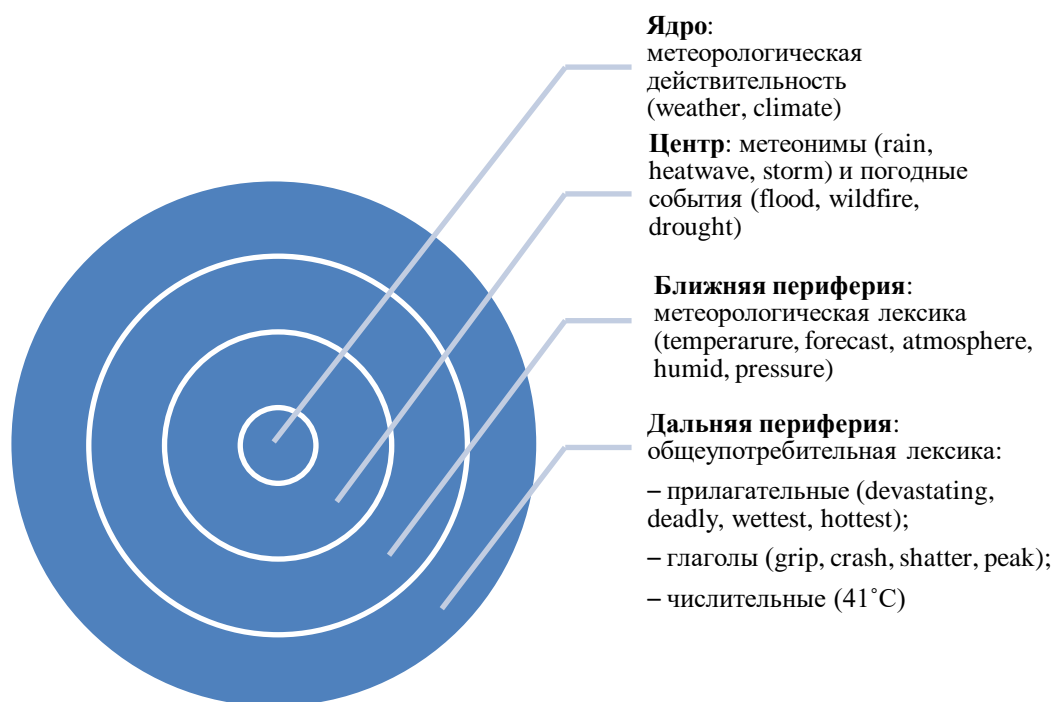 Ядро:
метеорологическая
действительность
(weather, climate)
Центр: метеонимы (rain,
heatwave, storm) и погодные
события (flood, wildfire,
drought)
Ближняя периферия:
метеорологическая лексика
(temperarure, forecast, atmosphere,
humid, pressure)
Дальняя периферия:
общеупотребительная лексика:
– прилагательные (devastating,
deadly, wettest, hottest);
– глаголы (grip, crash, shatter, peak);
– числительные (41˚C)